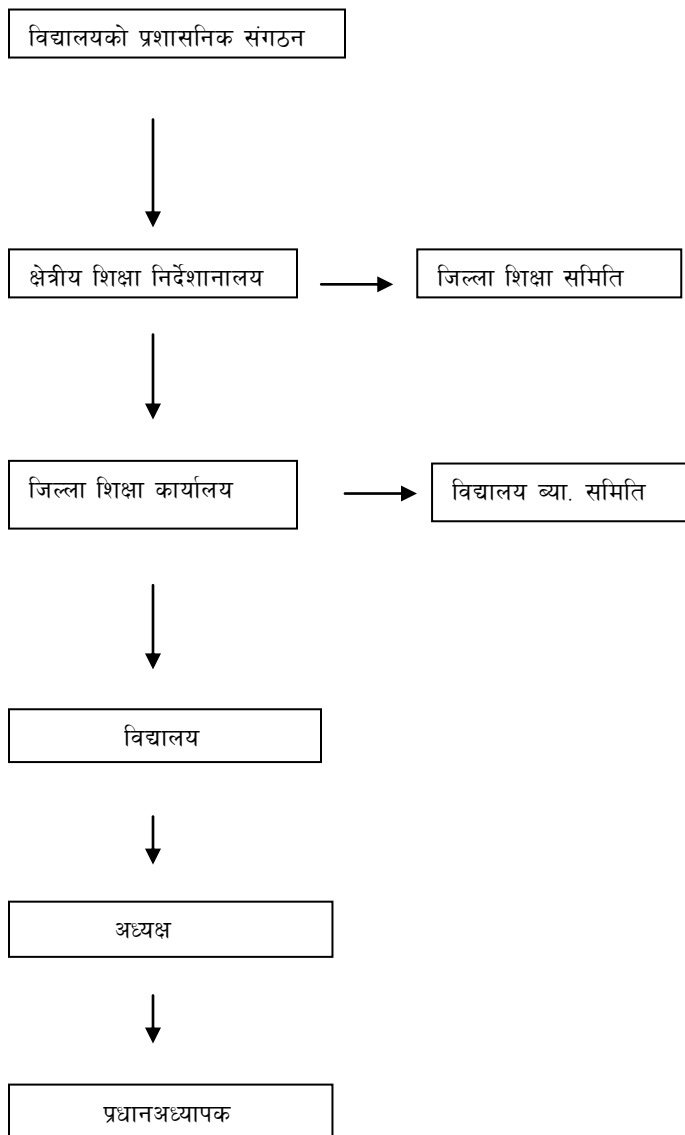 विद्यालयको प्रशासनिक संगठन
क्षेत्रीय शिक्षा निर्देशानालय
जिल्ला शिक्षा समिति
जिल्ला शिक्षा कार्यालय
विद्यालय ब्या. समिति
विद्यालय
अध्यक्ष
प्रधानअध्यापक